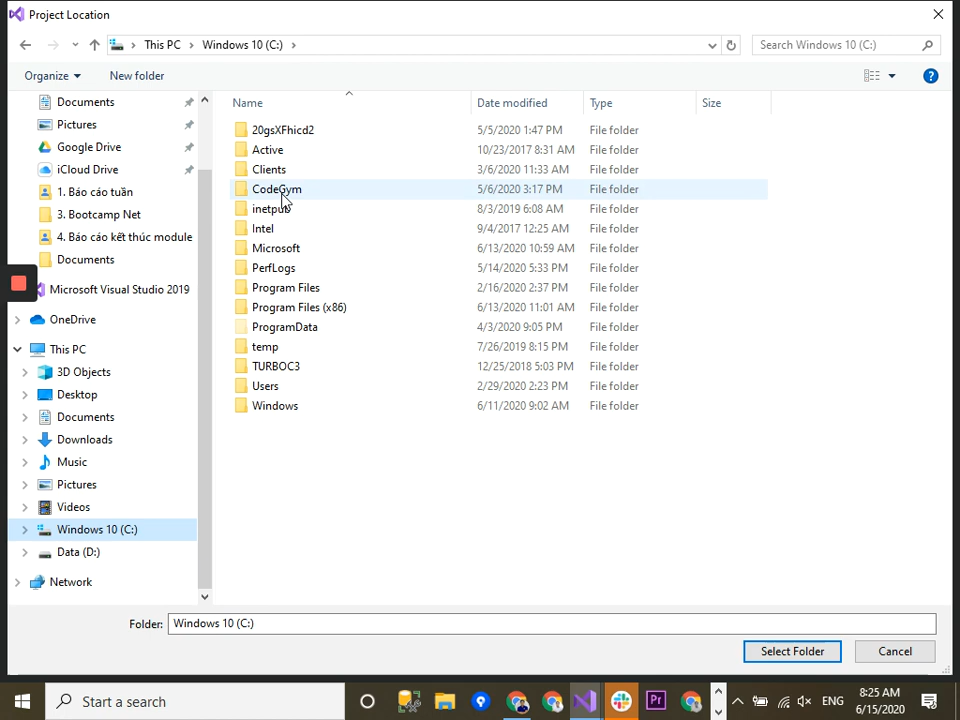 Project Location
This PC > Windows 10 (C:) >
Search Windows 10 (C:)
Organize
New folder
Name
Date modified
Type
Size
Documents
Pictures
Google Drive
iCloud Drive
1. Báo cáo tuần
3. Bootcamp Net
4. Báo cáo kết thúc module
Documents
Microsoft Visual Studio 2019
OneDrive
This PC
3D Objects
Desktop
Documents
Downloads
Music
Pictures
Videos
Windows 10 (C:)
Data (D:)
Network
20gsXFhicd2 5/5/2020 1:47 PM File folder
Active 10/23/2017 8:31 AM File folder
Clients 3/6/2020 11:33 AM File folder
CodeGym 5/6/2020 3:17 PM File folder
inetpub 8/3/2019 6:08 AM File folder
Intel 9/4/2017 12:25 AM File folder
Microsoft 6/13/2020 10:59 AM File folder
PerfLogs 5/14/2020 5:33 PM File folder
Program Files 2/16/2020 2:37 PM File folder
Program Files (x86) 6/13/2020 11:01 AM File folder
ProgramData 4/3/2020 9:05 PM File folder
temp 7/26/2019 8:15 PM File folder
TURBOC3 12/25/2018 5:03 PM File folder
Users 2/29/2020 2:23 PM File folder
Windows 6/11/2020 9:02 AM File folder
Folder: Windows 10 (C:)
Select Folder
Cancel
Start a search
Pr
ENG
8:25 AM
6/15/2020